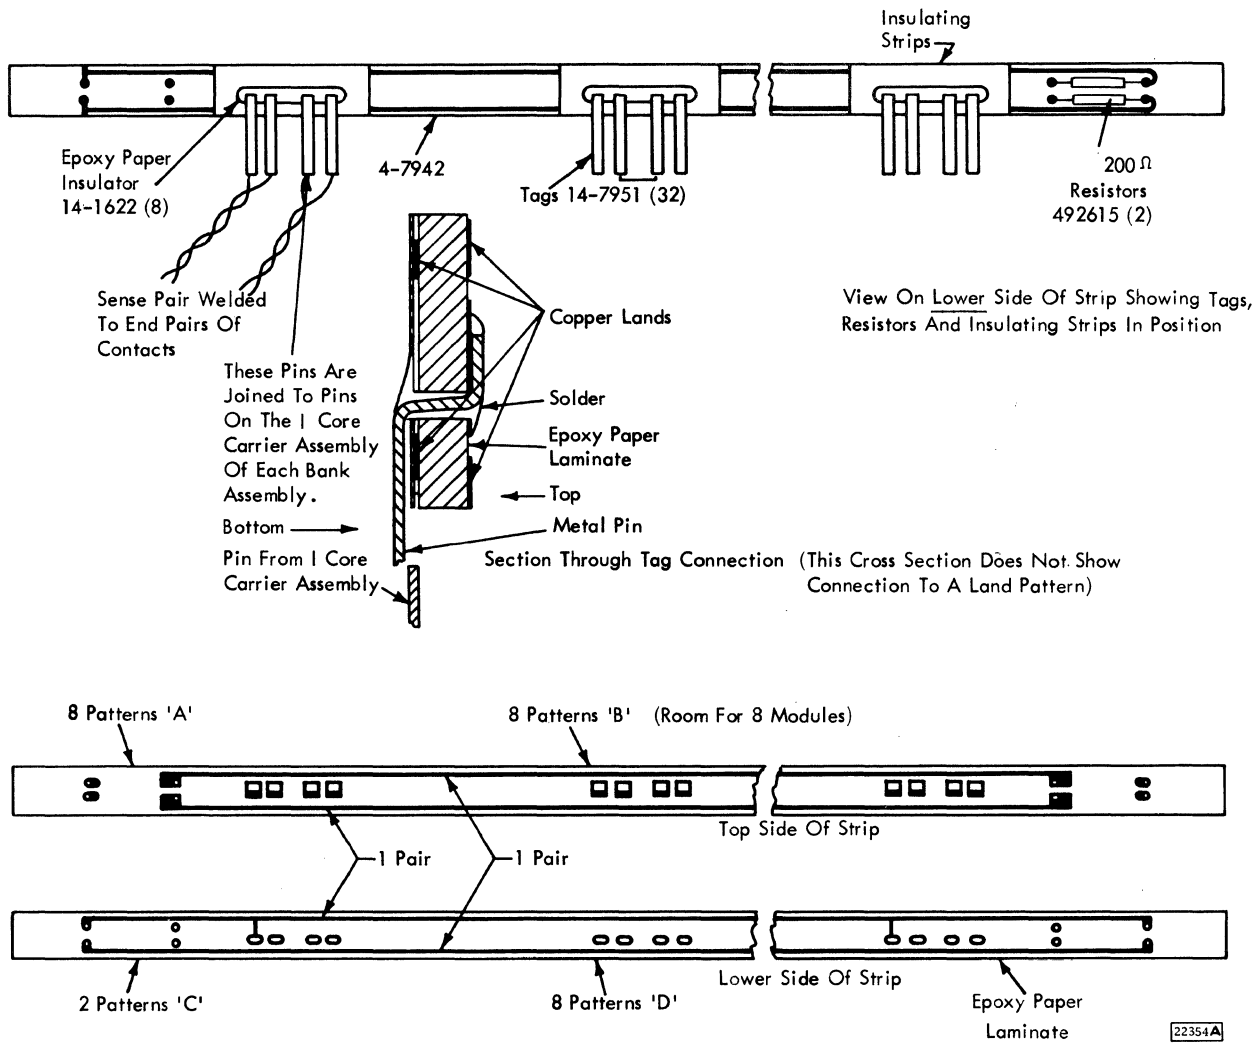 Insulating
Strips
Epoxy Paper
Insulator
14-1622 (8)
4-7942
Tags 14-7951 (32)
200 Ω
Resistors
492615 (2)
Sense Pair Welded
To End Pairs Of
Contacts
Copper Lands
View On Lower Side Of Strip Showing Tags,
Resistors And Insulating Strips In Position
These Pins Are
Joined To Pins
On The I Core
Carrier Assembly
Of Each Bank
Assembly.
Solder
Epoxy Paper
Laminate
Top
Bottom
Metal Pin
Pin From I Core
Carrier Assembly
Section Through Tag Connection (This Cross Section Does Not Show
Connection To A Land Pattern)
8 Patterns 'A'
8 Patterns 'B' (Room For 8 Modules)
Top Side Of Strip
1 Pair
1 Pair
Lower Side Of Strip
2 Patterns 'C'
8 Patterns 'D'
Epoxy Paper
Laminate
22354A